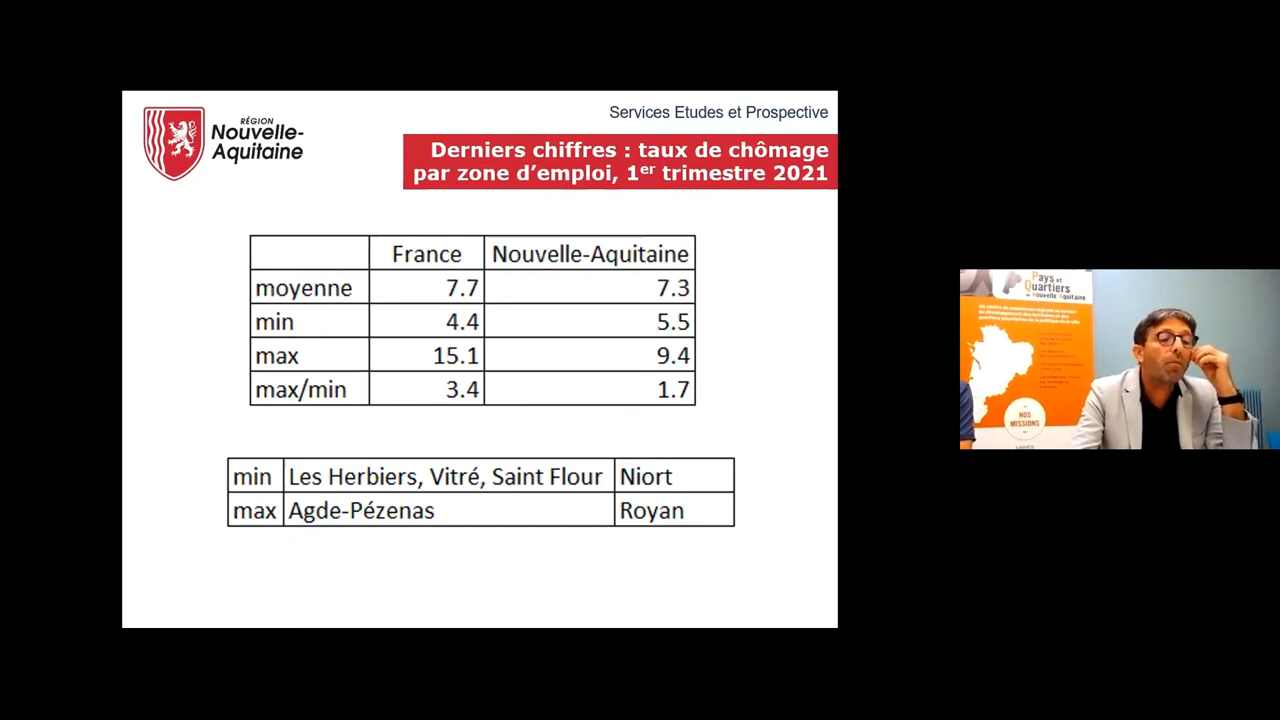 RÉGION
Nouvelle-
Aquitaine
Services Etudes et Prospective
Derniers chiffres : taux de chômage
par zone d'emploi, 1er trimestre 2021
France Nouvelle-Aquitaine
moyenne 7.7 7.3
min 4.4 5.5
max 15.1 9.4
max/min 3.4 1.7
min Les Herbiers, Vitré, Saint Flour Niort
max Agde-Pézenas Royan
Pays et
Quartiers
Nouvelle Aquitaine
NOS
MISSIONS